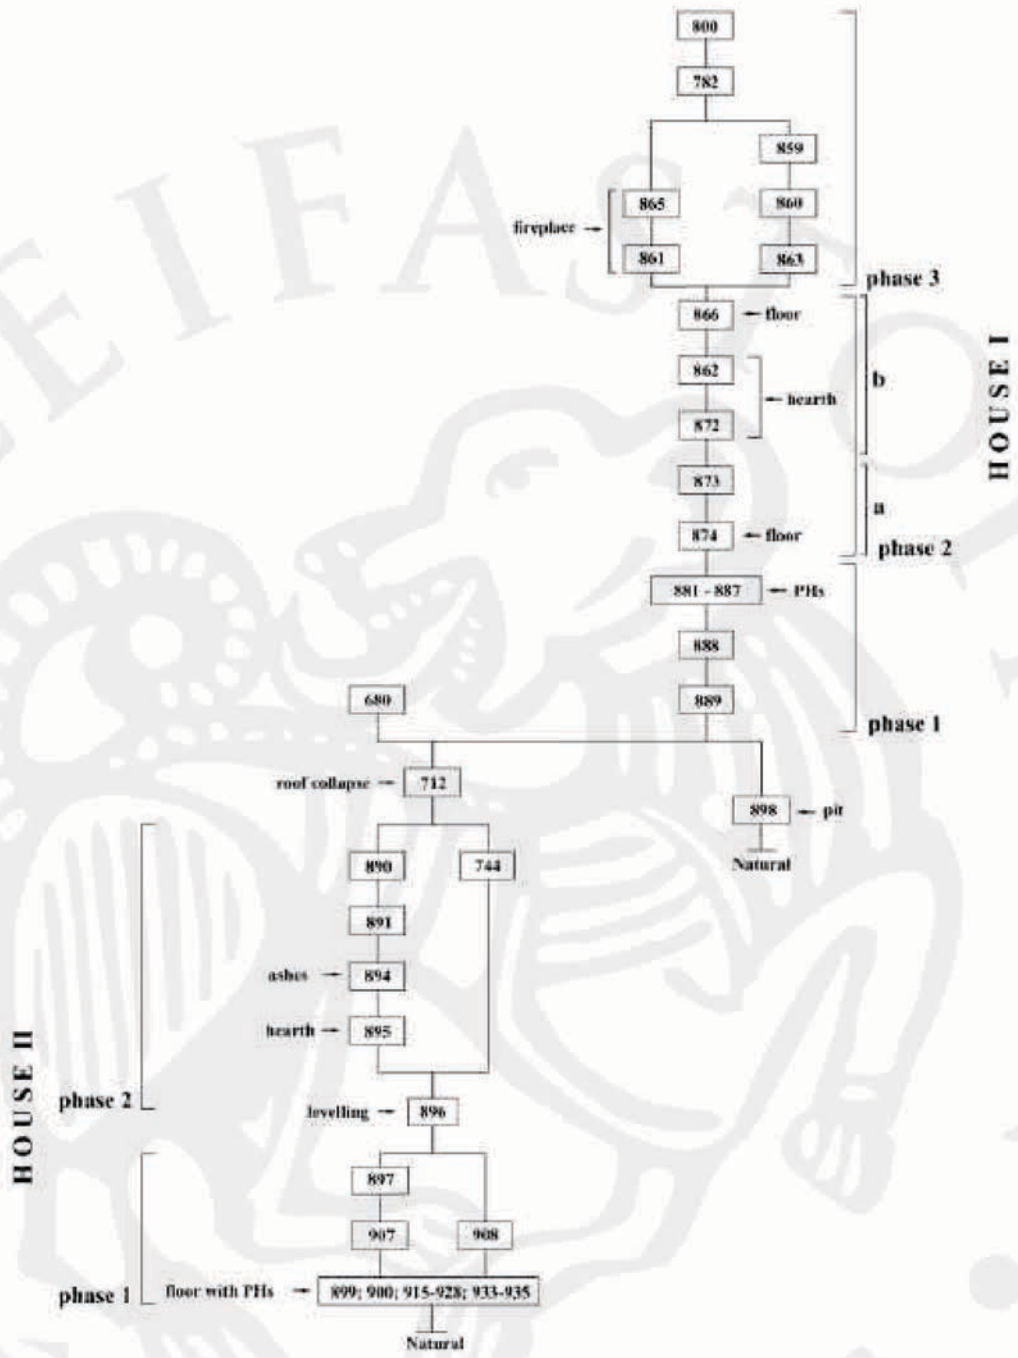 800
782
859
865
860
fireplace
861
863
phase 3
866
floor
862
b
hearth
872
873
a
874
floor
phase 2
881 - 887
PHs
888
680
889
phase 1
HOUSE I
roof collapse
712
898
pit
Natural
890
744
891
ashes
894
hearth
895
phase 2
levelling
896
897
907
908
phase 1
floor with PHs
899; 900; 915-928; 933-935
Natural
HOUSE II